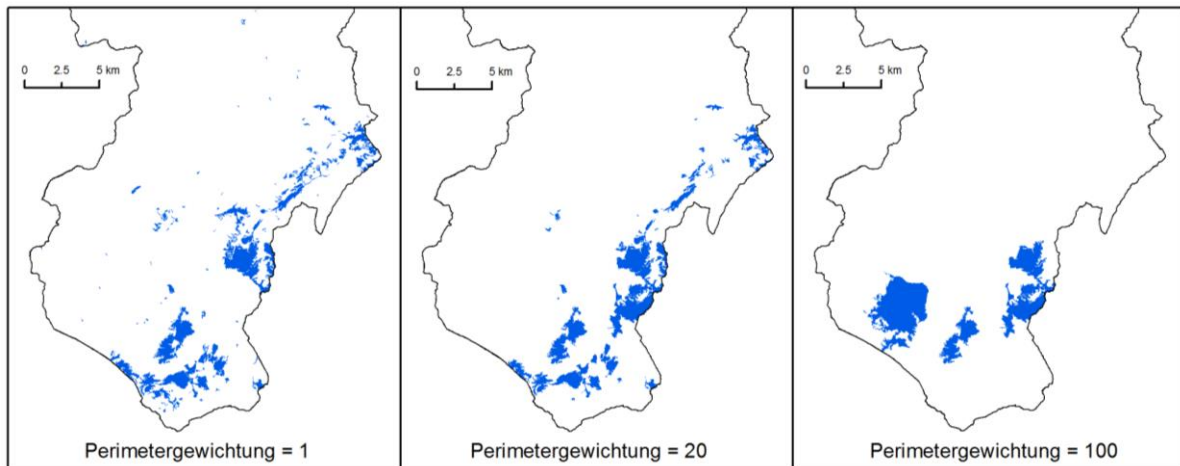 0 2.5 5 km
0 2.5 5 km
0 2.5 5 km
Perimetergewichtung = 1
Perimetergewichtung = 20
Perimetergewichtung = 100